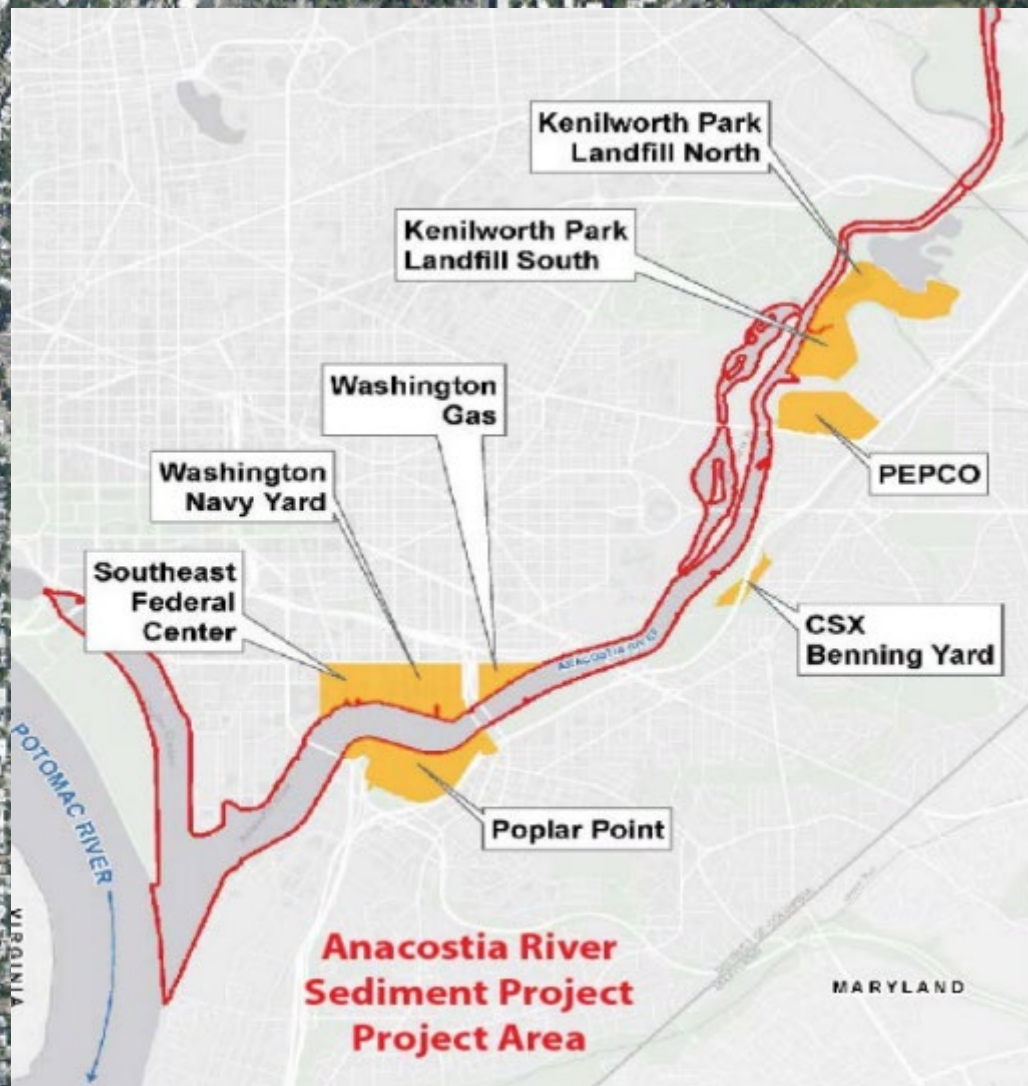 Kenilworth Park
Landfill North
Kenilworth Park
Landfill South
Washington
Gas
Washington
Navy Yard
PEPCO
Southeast
Federal
Center
CSX
Benning Yard
ANACOSTIA RIVER
POTOMAC RIVER
Poplar Point
VIRGINIA
Anacostia River
Sediment Project
Project Area
MARYLAND